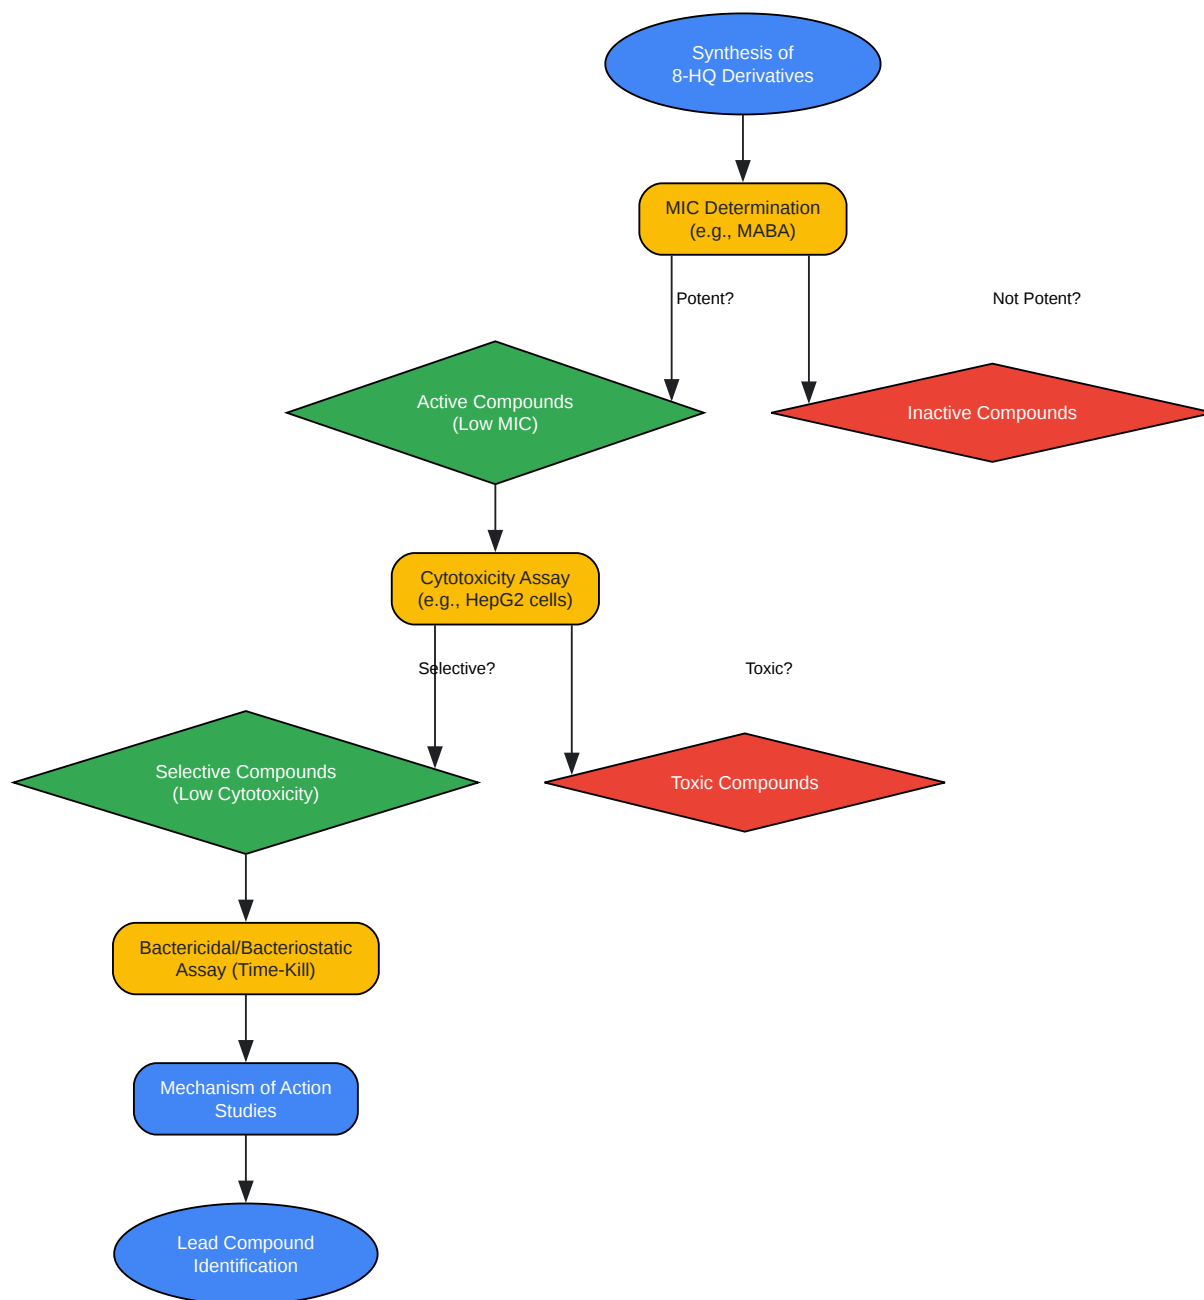 Synthesis of
8-HQ Derivatives
MIC Determination
(e.g., MABA)
Potent?
Not Potent?
Active Compounds
(Low MIC)
Inactive Compounds
Cytotoxicity Assay
(e.g., HepG2 cells)
Selective?
Toxic?
Selective Compounds
(Low Cytotoxicity)
Toxic Compounds
Bactericidal/Bacteriostatic
Assay (Time-Kill)
Mechanism of Action
Studies
Lead Compound
Identification